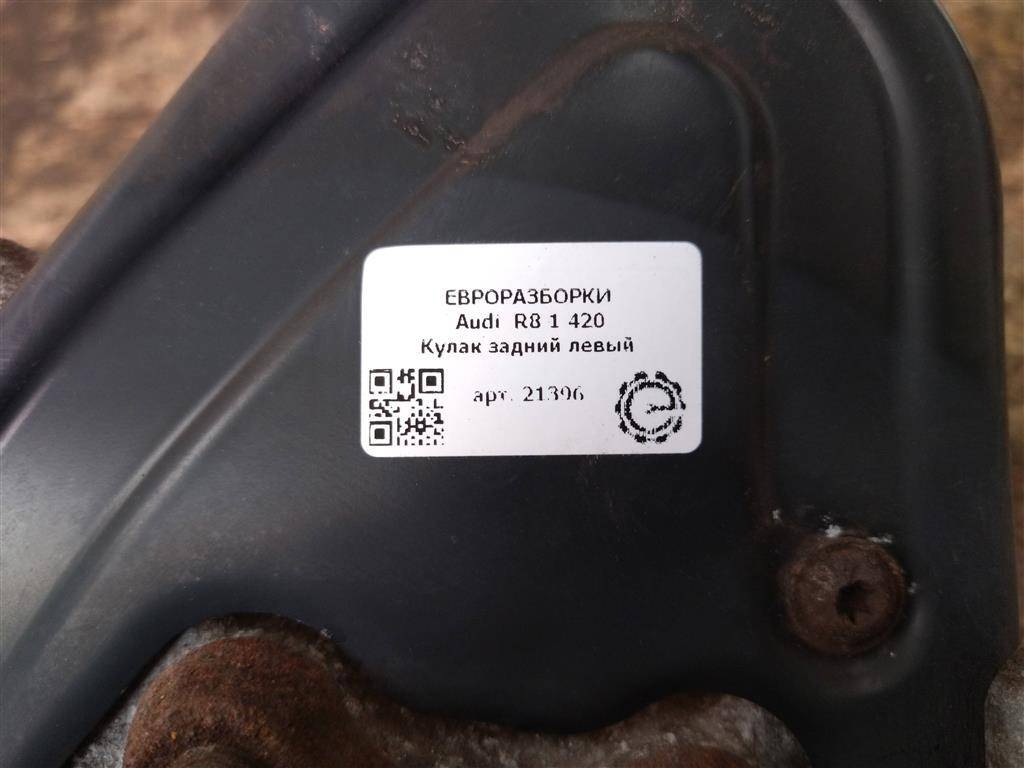 ЕВРОРАЗБОРКИ
Audi R8 1 420
Кулак задний левый
арт. 21396